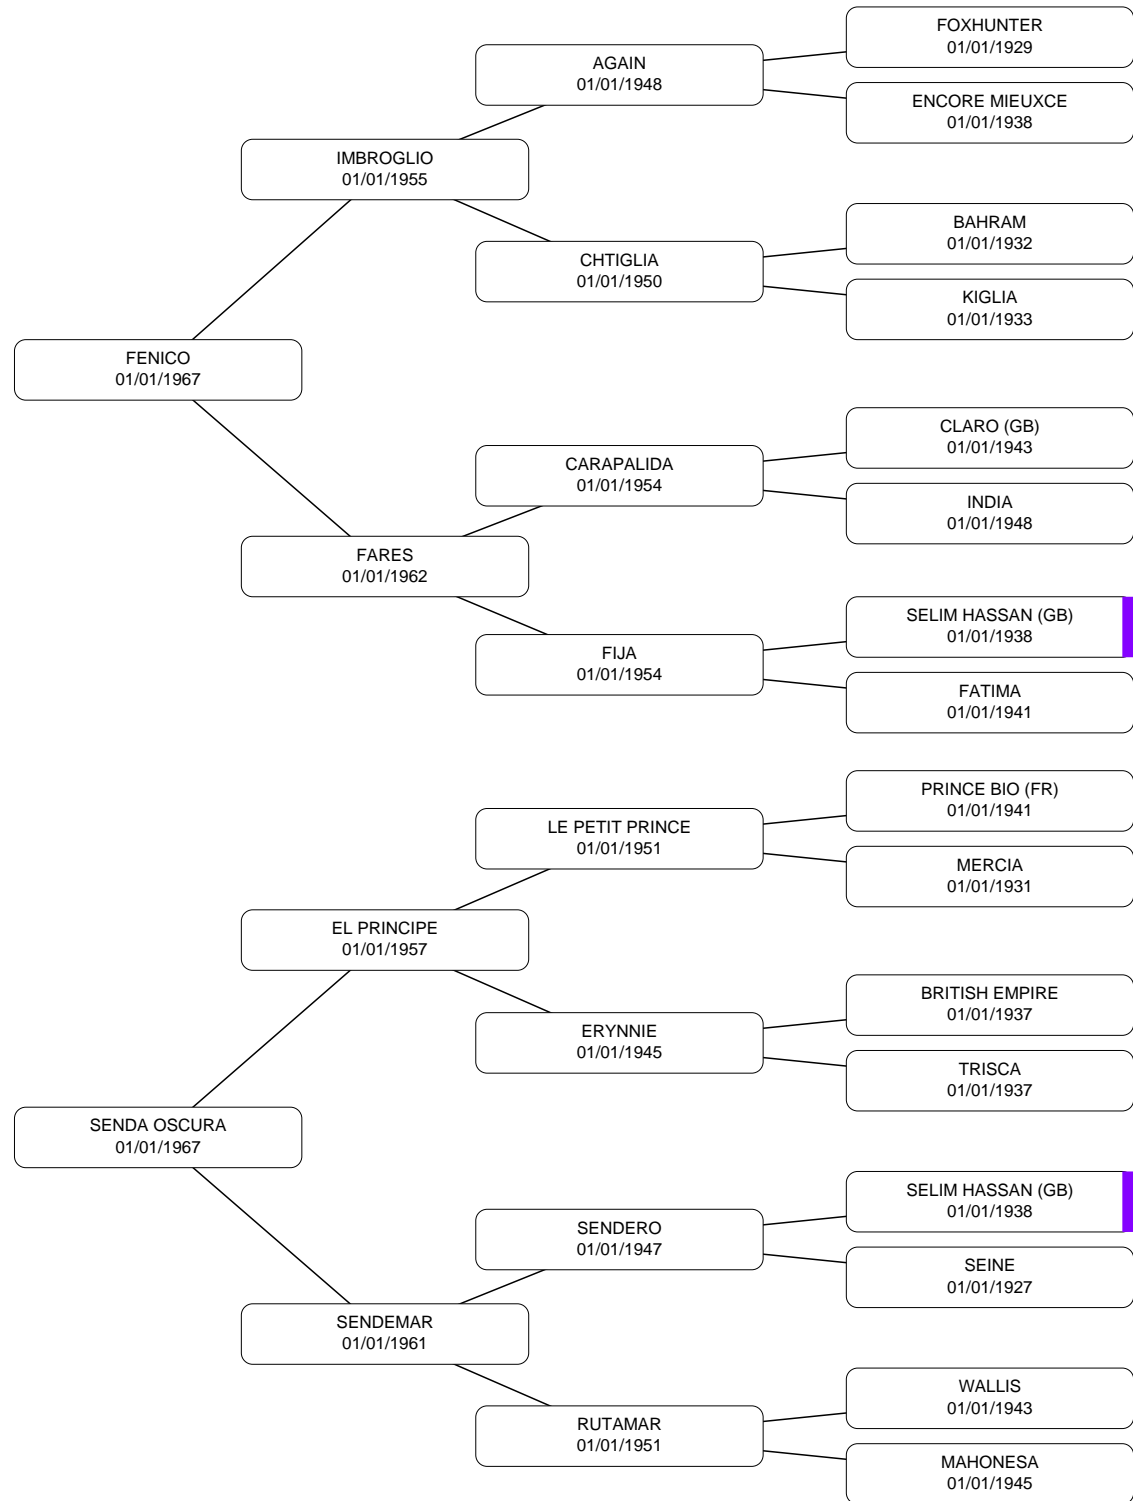 FOXHUNTER
01/01/1929
AGAIN
01/01/1948
ENCORE MIEUXCE
01/01/1938
IMBROGLIO
01/01/1955
BAHRAM
01/01/1932
CHTIGLIA
01/01/1950
KIGLIA
01/01/1933
FENICO
01/01/1967
CLARO (GB)
01/01/1943
CARAPALIDA
01/01/1954
INDIA
01/01/1948
FARES
01/01/1962
SELIM HASSAN (GB)
01/01/1938
FIJA
01/01/1954
FATIMA
01/01/1941
PRINCE BIO (FR)
01/01/1941
LE PETIT PRINCE
01/01/1951
MERCIA
01/01/1931
EL PRINCIPE
01/01/1957
BRITISH EMPIRE
01/01/1937
ERYNNIE
01/01/1945
TRISCA
01/01/1937
SENDA OSCURA
01/01/1967
SELIM HASSAN (GB)
01/01/1938
SENDERO
01/01/1947
SEINE
01/01/1927
SENDEMAR
01/01/1961
WALLIS
01/01/1943
RUTAMAR
01/01/1951
MAHONESA
01/01/1945